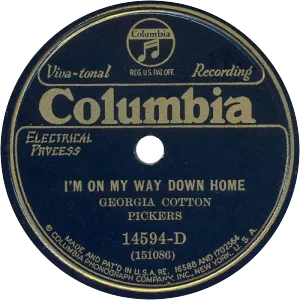 Columbia
REG. U.S. PAT. OFF.
Viva-tonal Recording
Columbia
ELECTRICAL
PROCESS
I'M ON MY WAY DOWN HOME
GEORGIA COTTON
PICKERS
14594-D
(151086)
MADE AND PAT'D IN U.S.A. RE. 16588 AND 1702564
COLUMBIA PHONOGRAPH COMPANY, INC., NEW YORK, U.S.A.